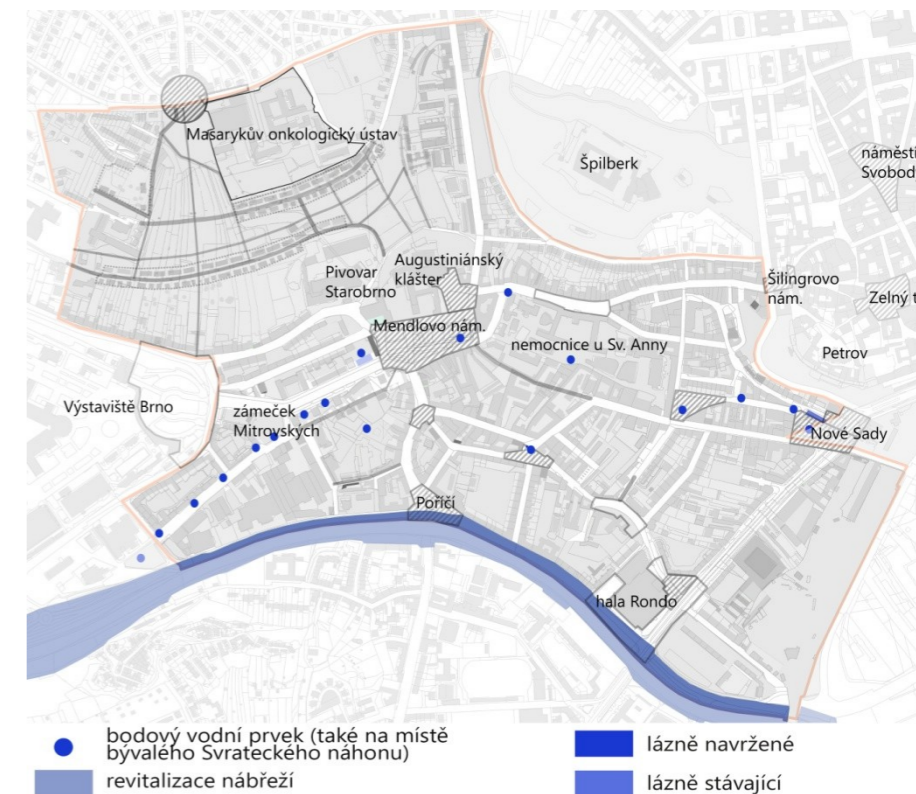 Masarykův onkologický ústav
Špilberk
náměstí
Svobody
Pivovar
Starobrno
Augustiniánský
klášter
Šilingrovo
nám.
Zelný t
Mendlovo nám.
nemocnice u Sv. Anny
Petrov
Výstaviště Brno
zámeček
Mitrovských
Nové Sady
Poříčí
hala Rondo
bodový vodní prvek (také na místě
bývalého Svrateckého náhonu)
revitalizace nábřeží
lázně navržené
lázně stávající